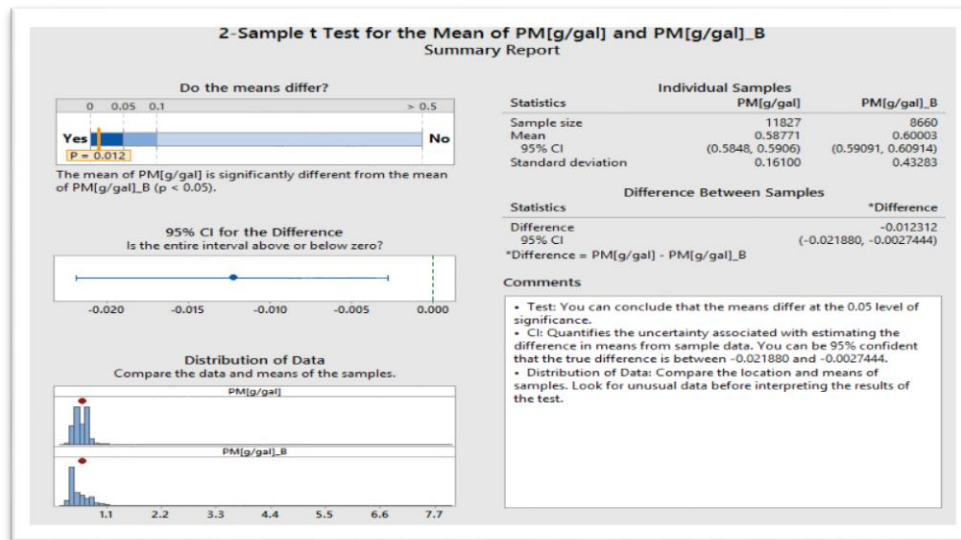 2-Sample t Test for the Mean of PM[g/gal] and PM[g/gal]_B
Summary Report
Do the means differ?
0 0.05 0.1 > 0.5
Yes No
P = 0.012
The mean of PM[g/gal] is significantly different from the mean
of PM[g/gal]_B (p < 0.05).
95% CI for the Difference
Is the entire interval above or below zero?
-0.020 -0.015 -0.010 -0.005 0.000
Distribution of Data
Compare the data and means of the samples.
PM[g/gal]
PM[g/gal]_B
1.1 2.2 3.3 4.4 5.5 6.6 7.7
Individual Samples
Statistics PM[g/gal] PM[g/gal]_B
Sample size 11827 8660
Mean 0.58771 0.60003
95% CI (0.5848, 0.5906) (0.59091, 0.60914)
Standard deviation 0.16100 0.43283
Difference Between Samples
Statistics *Difference
Difference -0.012312
95% CI (-0.021880, -0.0027444)
*Difference = PM[g/gal] - PM[g/gal]_B
Comments
• Test: You can conclude that the means differ at the 0.05 level of
significance.
• CI: Quantifies the uncertainty associated with estimating the
difference in means from sample data. You can be 95% confident
that the true difference is between -0.021880 and -0.0027444.
• Distribution of Data: Compare the location and means of
samples. Look for unusual data before interpreting the results of
the test.